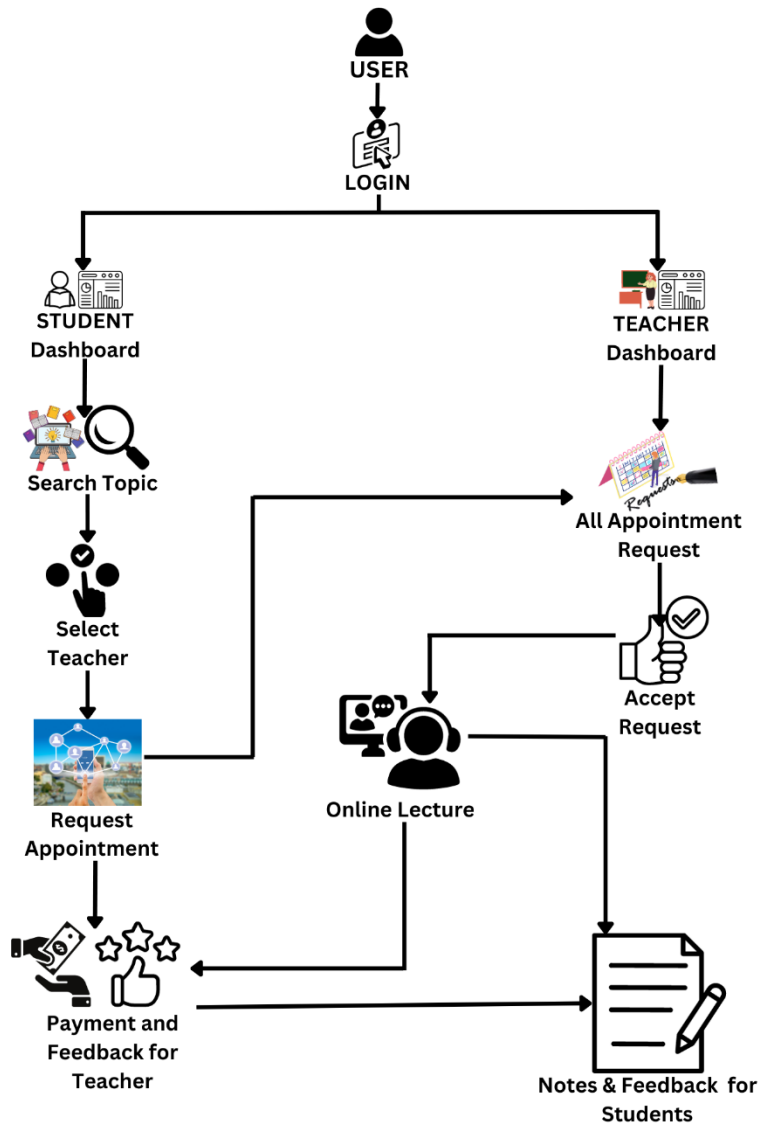 USER
LOGIN
STUDENT
Dashboard
TEACHER
Dashboard
Search Topic
Requests
All Appointment
Request
Select
Teacher
Accept
Request
Request
Appointment
Online Lecture
Payment and
Feedback for
Teacher
Notes & Feedback for
Students